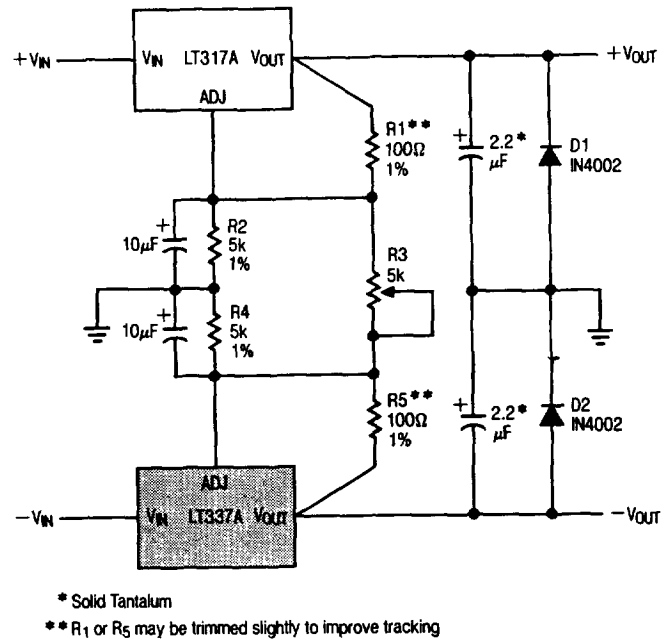 +VIN
VIN LT317A VOUT
+VOUT
ADJ
R1**
100Ω
1%
+
2.2*
μF
D1
IN4002
+
10μF
R2
5k
1%
R3
5k
+
10μF
R4
5k
1%
R5**
100Ω
1%
+
2.2*
μF
D2
IN4002
ADJ
−VIN
VIN LT337A VOUT
−VOUT
* Solid Tantalum
** R1 or R5 may be trimmed slightly to improve tracking